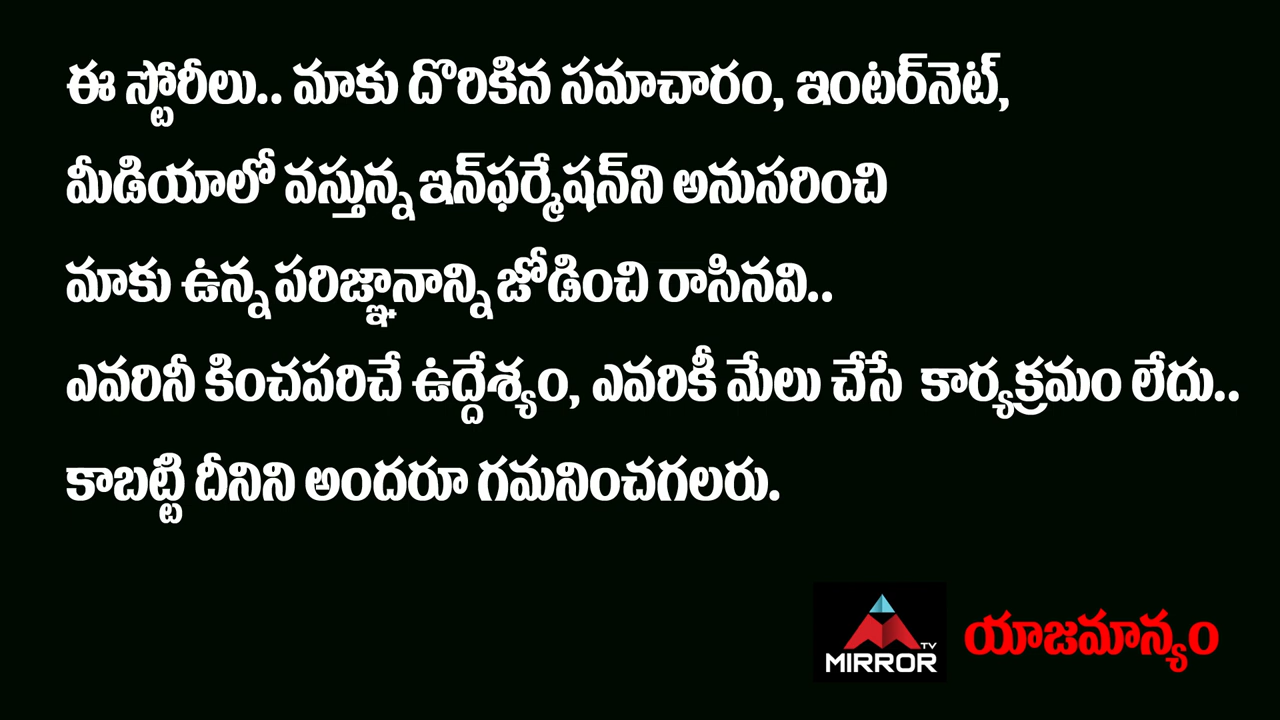 ఈ స్టోరీలు.. మాకు దొరికిన సమాచారం, ఇంటర్‌నెట్,
మీడియాలో వస్తున్న ఇన్‌ఫర్మేషన్‌ని అనుసరించి
మాకు ఉన్న పరిజ్ఞానాన్ని జోడించి రాసినవి..
ఎవరినీ కించపరిచే ఉద్దేశ్యం, ఎవరికీ మేలు చేసే కార్యక్రమం లేదు..
కాబట్టి దీనిని అందరూ గమనించగలరు.
TV
MIRROR
యాజమాన్యం